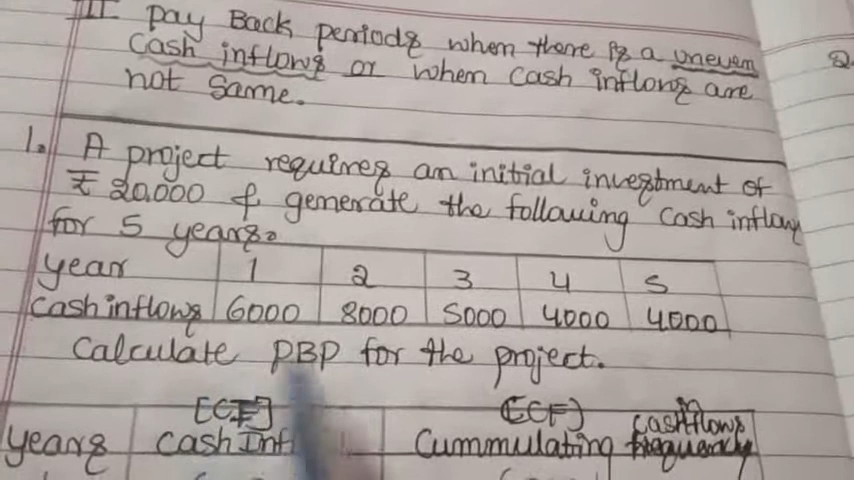 II Pay Back periods when there is a uneven
cash inflows or when cash inflows are
not same.
1. A project requires an initial investment of
₹ 20,000 & generate the following cash inflow
for 5 years.
year 1 2 3 4 5
cash inflows 6000 8000 5000 4000 4000
Calculate PBP for the project.
[CF] (CCF)
years cash Inf Cummulating cashflows